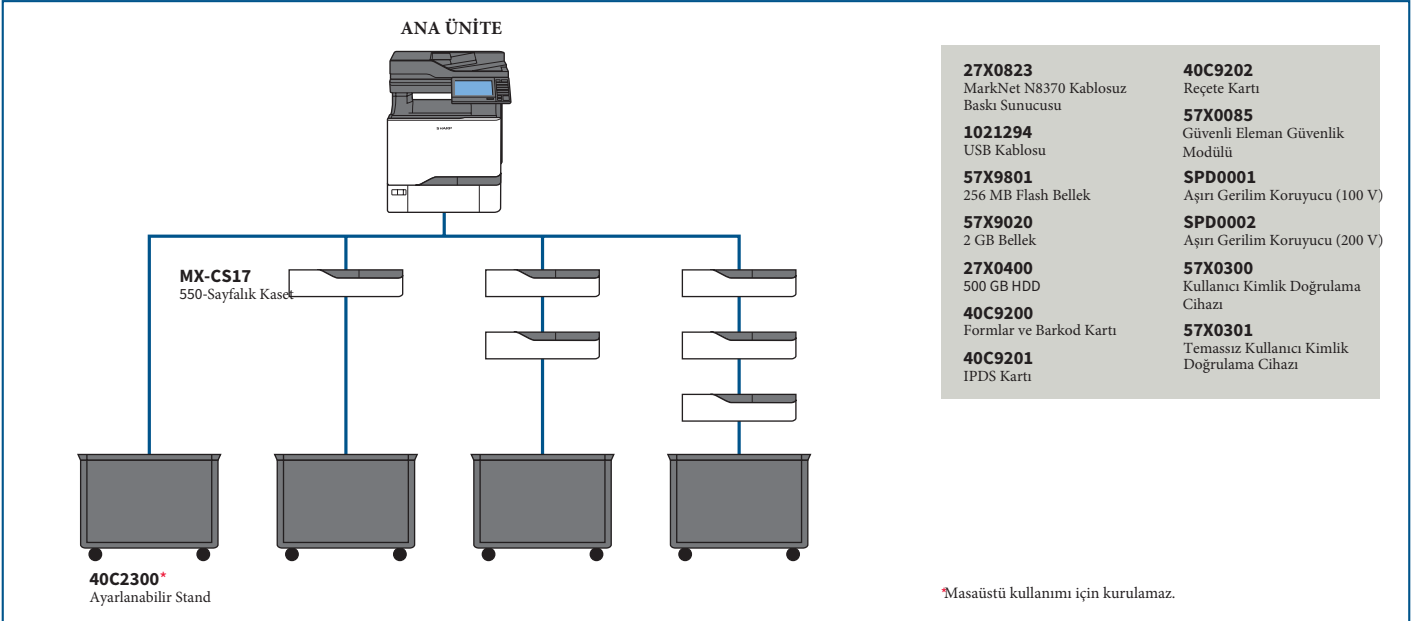 ANA ÜNİTE
SHARP
MX-CS17
550-Sayfalık Kaset
40C2300*
Ayarlanabilir Stand
27X0823
MarkNet N8370 Kablosuz
Baskı Sunucusu
1021294
USB Kablosu
57X9801
256 MB Flash Bellek
57X9020
2 GB Bellek
27X0400
500 GB HDD
40C9200
Formlar ve Barkod Kartı
40C9201
IPDS Kartı
40C9202
Reçete Kartı
57X0085
Güvenli Eleman Güvenlik
Modülü
SPD0001
Aşırı Gerilim Koruyucu (100 V)
SPD0002
Aşırı Gerilim Koruyucu (200 V)
57X0300
Kullanıcı Kimlik Doğrulama
Cihazı
57X0301
Temassız Kullanıcı Kimlik
Doğrulama Cihazı
*Masaüstü kullanımı için kurulamaz.